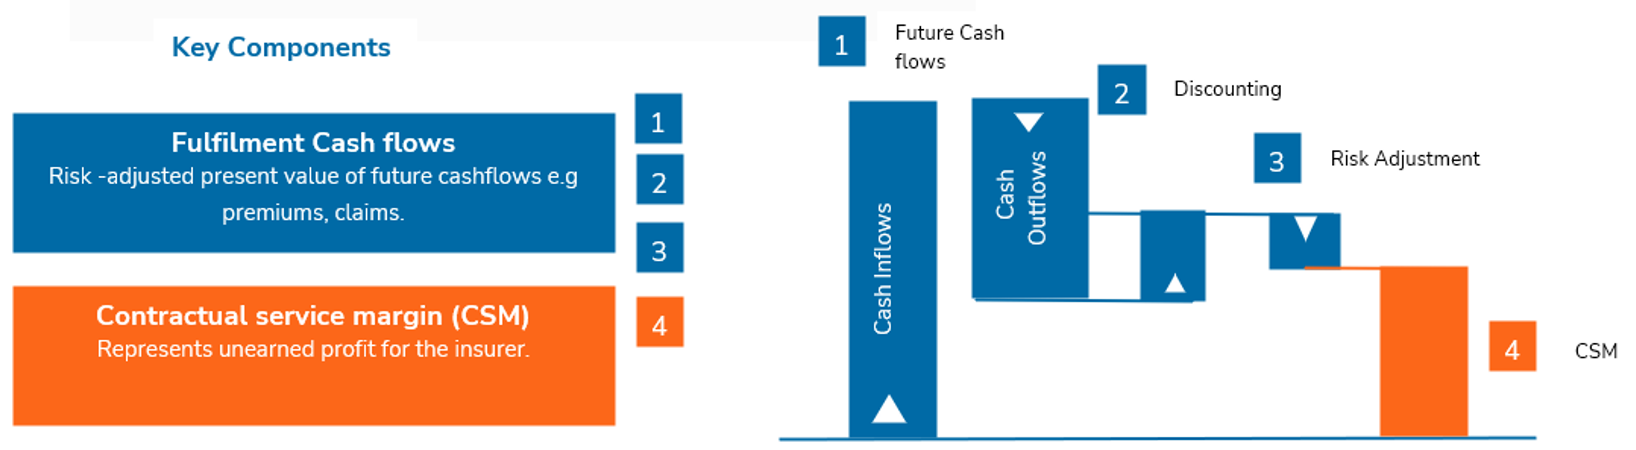 Key Components
Fulfilment Cash flows
Risk -adjusted present value of future cashflows e.g
premiums, claims.
1
2
3
Contractual service margin (CSM)
Represents unearned profit for the insurer.
4
1
Future Cash
flows
Cash Inflows
Cash
Outflows
2
Discounting
3
Risk Adjustment
4
CSM